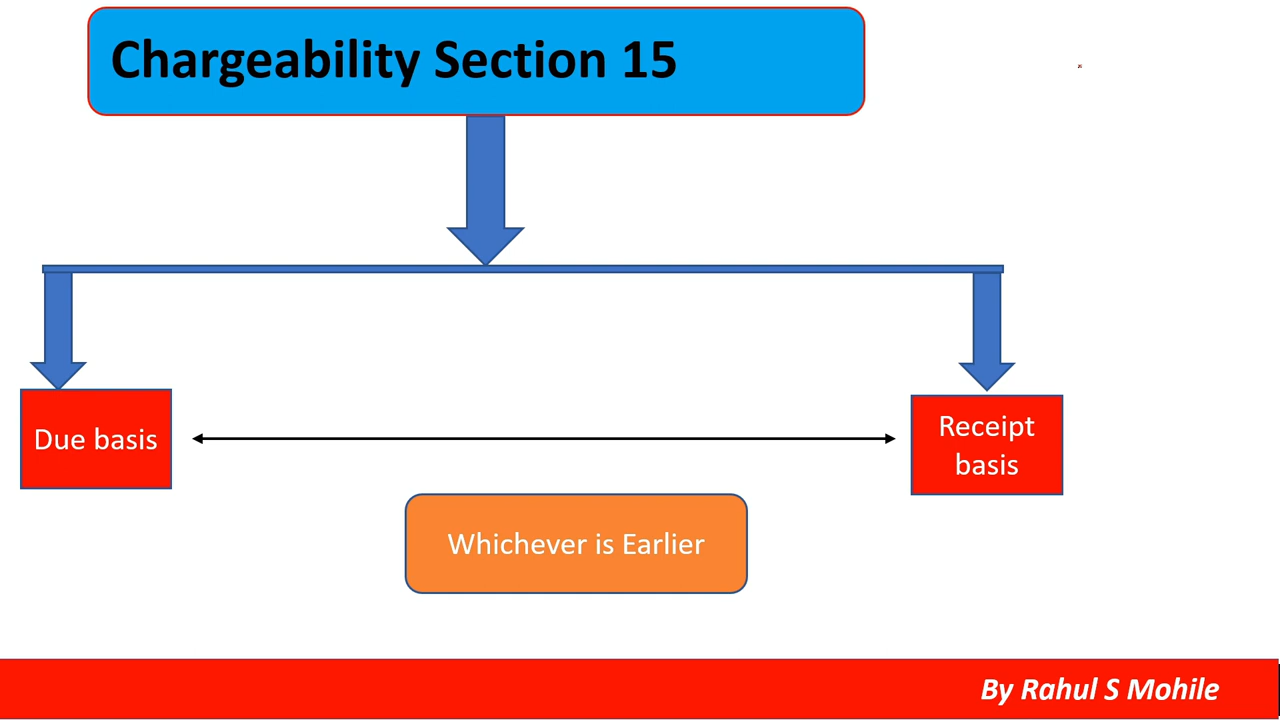 Chargeability Section 15
Due basis
Receipt
basis
Whichever is Earlier
By Rahul S Mohile